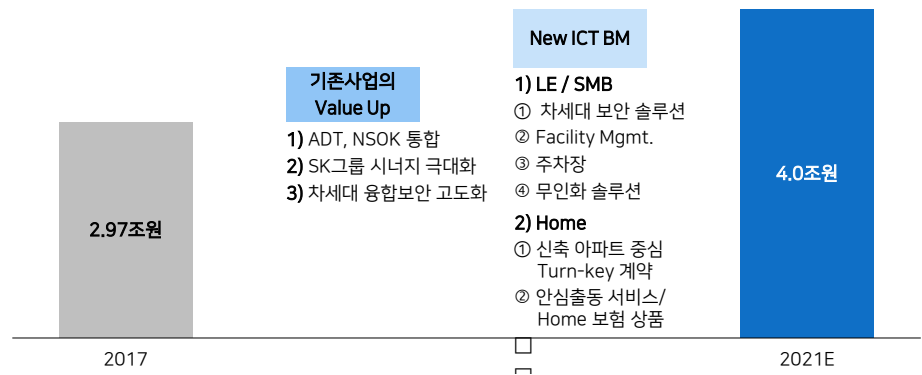 기존사업의
Value Up
1) ADT, NSOK 통합
2) SK그룹 시너지 극대화
3) 차세대 융합보안 고도화
New ICT BM
1) LE / SMB
① 차세대 보안 솔루션
② Facility Mgmt.
③ 주차장
④ 무인화 솔루션
2) Home
① 신축 아파트 중심
Turn-key 계약
② 안심출동 서비스/
Home 보험 상품
2.97조원
4.0조원
2017
2021E